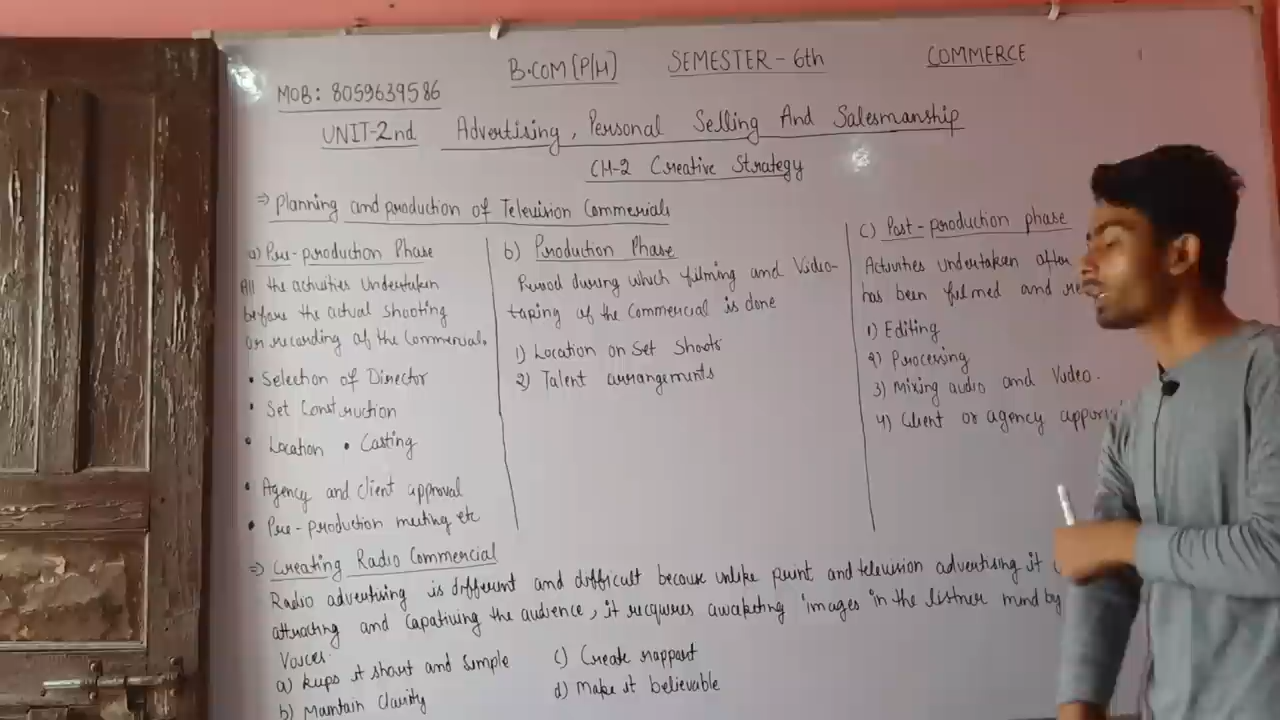 B.COM (P/H) SEMESTER - 6th COMMERCE
MOB: 8059639586
UNIT-2nd Advertising, Personal Selling And Salesmanship
CH-2 Creative Strategy
⇒ Planning and production of Television Commercials
a) Pre-production Phase
All the activities Undertaken
before the actual shooting
or recording of the Commercial.
• Selection of Director
• Set Construction
• Location • Casting
• Agency and client approval
• Pre-production meeting etc
b) Production Phase
Period during which filming and Video-
taping of the Commercial is done
1) Location or Set Shoots
2) Talent arrangements
c) Post-production phase
Activities undertaken after
has been filmed and
1) Editing
2) Processing
3) Mixing audio and Video.
4) Client or agency
⇒ Creating Radio Commercial
Radio advertising is different and difficult because unlike print and television advertising it
attracting and Capativing the audience, it requires awaketing images in the listner mind by
Voices.
a) Keeps it short and Simple
b) Maintain Clarity
c) Create rapport
d) Make it believable